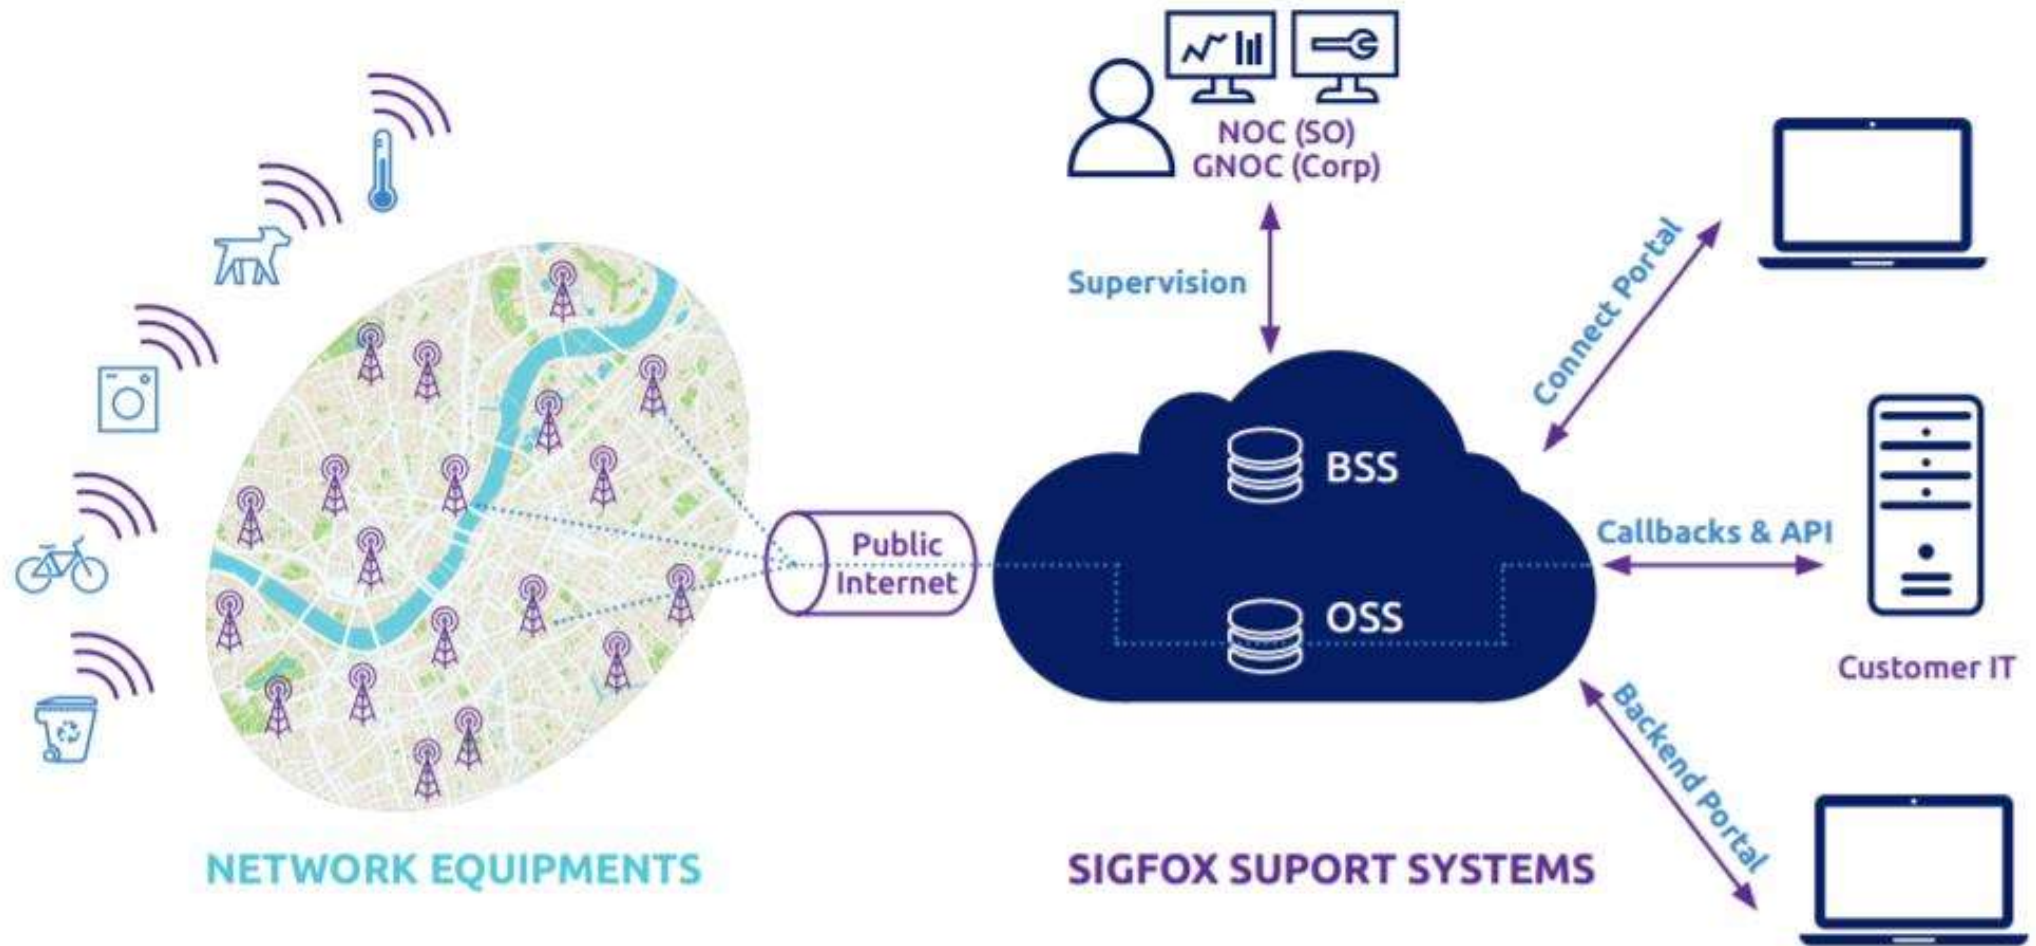 NOC (SO)
GNOC (Corp)
Supervision
Connect Portal
BSS
Public
Internet
Callbacks & API
OSS
Customer IT
Backend Portal
NETWORK EQUIPMENTS
SIGFOX SUPORT SYSTEMS